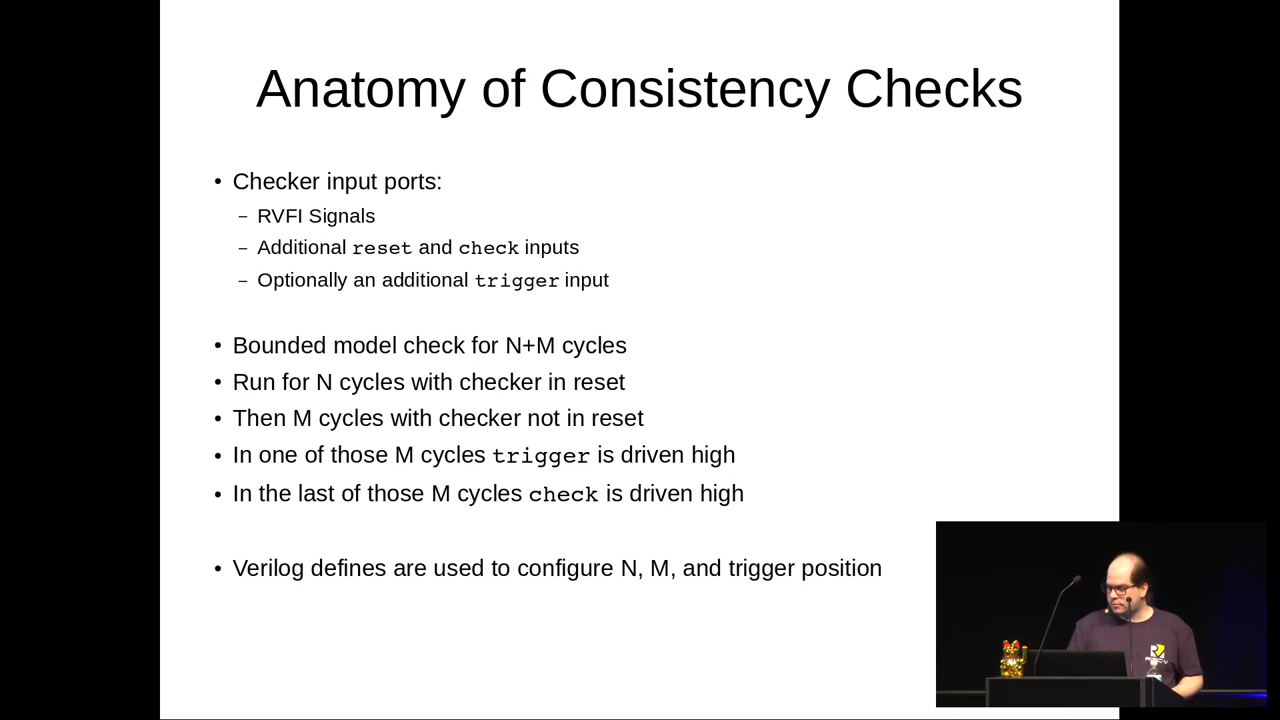 Anatomy of Consistency Checks
• Checker input ports:
– RVFI Signals
– Additional reset and check inputs
– Optionally an additional trigger input
• Bounded model check for N+M cycles
• Run for N cycles with checker in reset
• Then M cycles with checker not in reset
• In one of those M cycles trigger is driven high
• In the last of those M cycles check is driven high
• Verilog defines are used to configure N, M, and trigger position